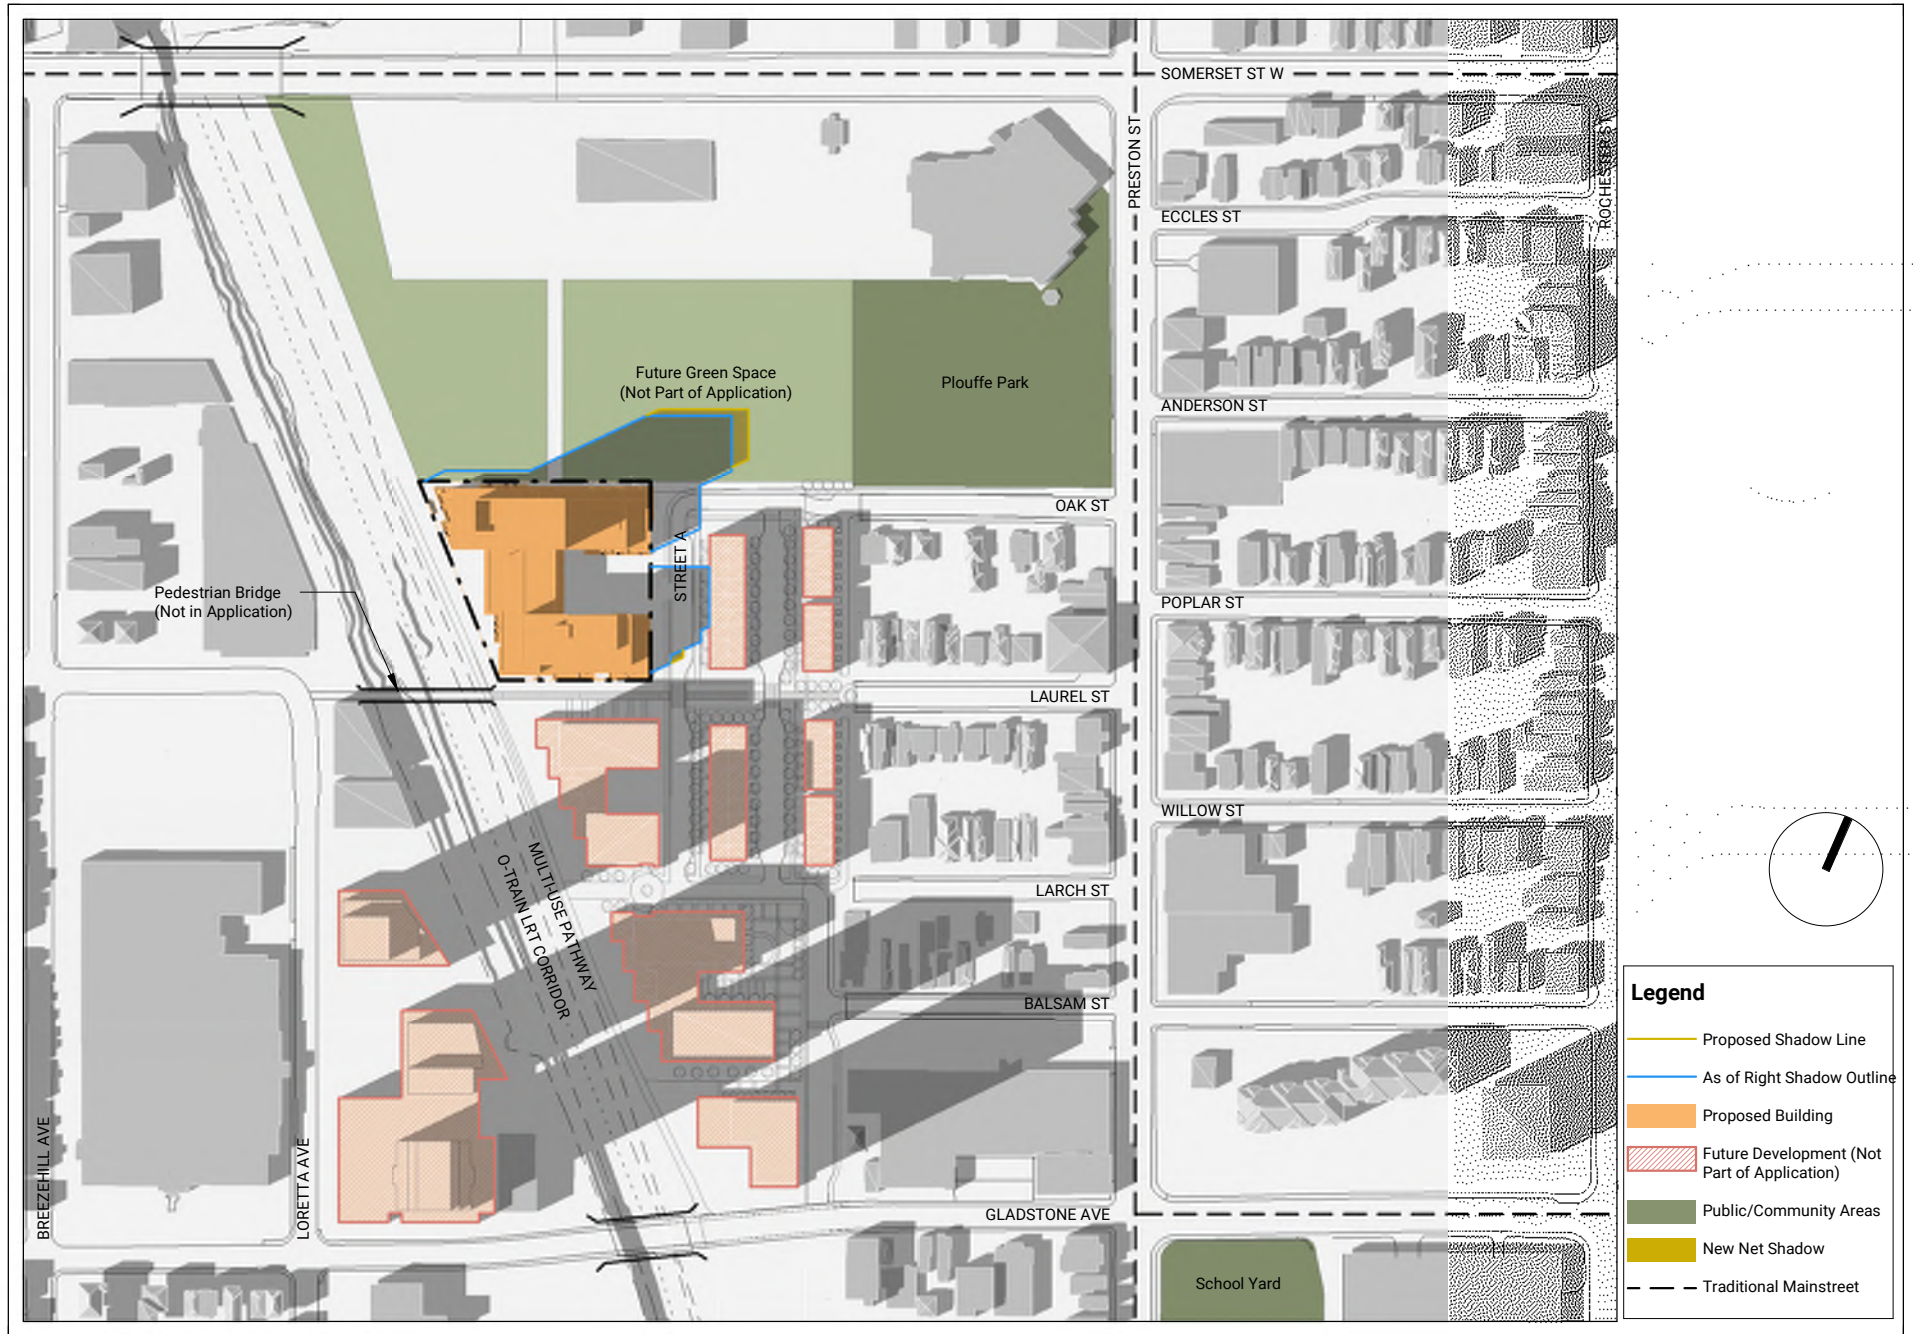 SOMERSET ST W
PRESTON ST
ROCHESTER ST
ECCLES ST
Future Green Space
(Not Part of Application)
Plouffe Park
ANDERSON ST
OAK ST
STREET A
Pedestrian Bridge
(Not in Application)
POPLAR ST
LAUREL ST
WILLOW ST
MULTI-USE PATHWAY
O-TRAIN LRT CORRIDOR
LARCH ST
BALSAM ST
BREEZEHILL AVE
LORETTA AVE
GLADSTONE AVE
School Yard
Legend
Proposed Shadow Line
As of Right Shadow Outline
Proposed Building
Future Development (Not
Part of Application)
Public/Community Areas
New Net Shadow
Traditional Mainstreet